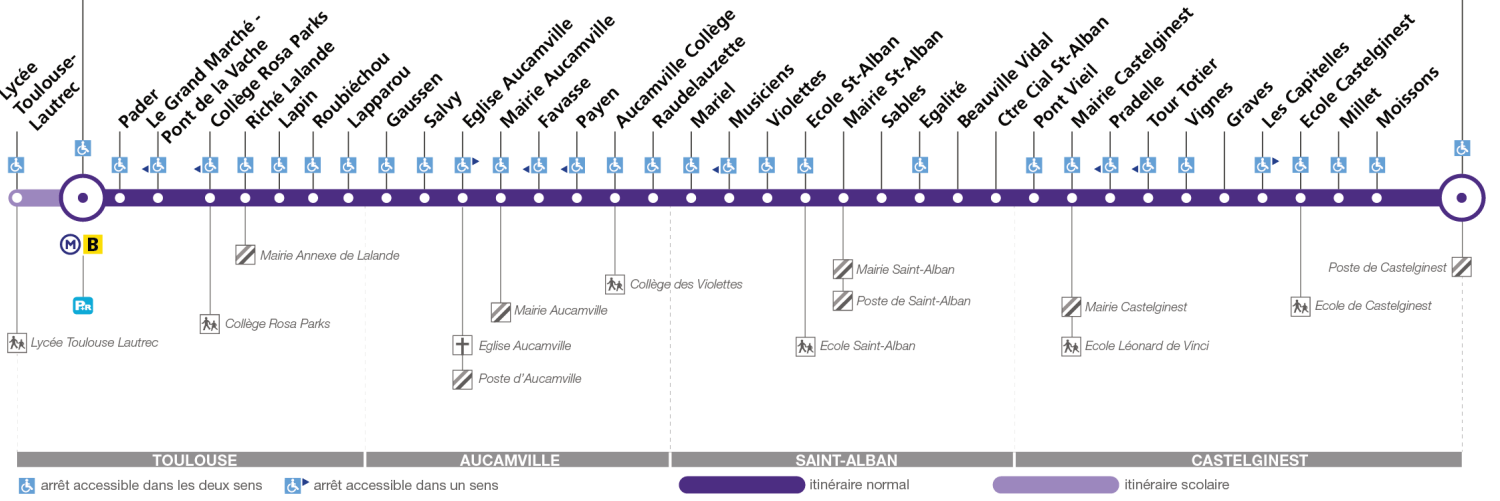 Lycée
Toulouse-
Lautrec
Pader
Le Grand Marché -
Pont de la Vache
Collège Rosa Parks
Riché Lalande
Lapin
Roubiéchou
Lapparou
Gaussen
Salvy
Eglise Aucamville
Mairie Aucamville
Favasse
Payen
Aucamville Collège
Raudelauzette
Mariel
Musiciens
Violettes
Ecole St-Alban
Mairie St-Alban
Sables
Egalité
Beauville Vidal
Ctre Cial St-Alban
Pont Vieil
Mairie Castelginest
Pradelle
Tour Totier
Vignes
Graves
Les Capitelles
Ecole Castelginest
Millet
Moissons
M B
P+R
Mairie Annexe de Lalande
Collège Rosa Parks
Lycée Toulouse Lautrec
Mairie Aucamville
Eglise Aucamville
Poste d'Aucamville
Collège des Violettes
Mairie Saint-Alban
Poste de Saint-Alban
Ecole Saint-Alban
Mairie Castelginest
Ecole Léonard de Vinci
Poste de Castelginest
Ecole de Castelginest
TOULOUSE
AUCAMVILLE
SAINT-ALBAN
CASTELGINEST
arrêt accessible dans les deux sens
arrêt accessible dans un sens
itinéraire normal
itinéraire scolaire